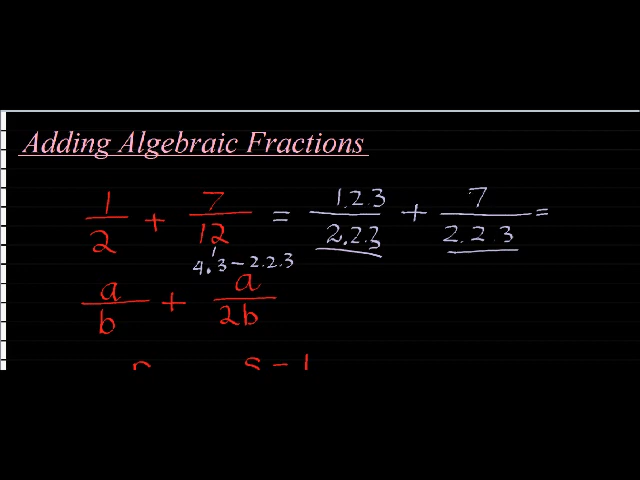 Adding Algebraic Fractions
1/2 + 7/12 = 1.2.3/2.2.3 + 7/2.2.3 =
4.3 – 2.2.3
a/b + a/2b